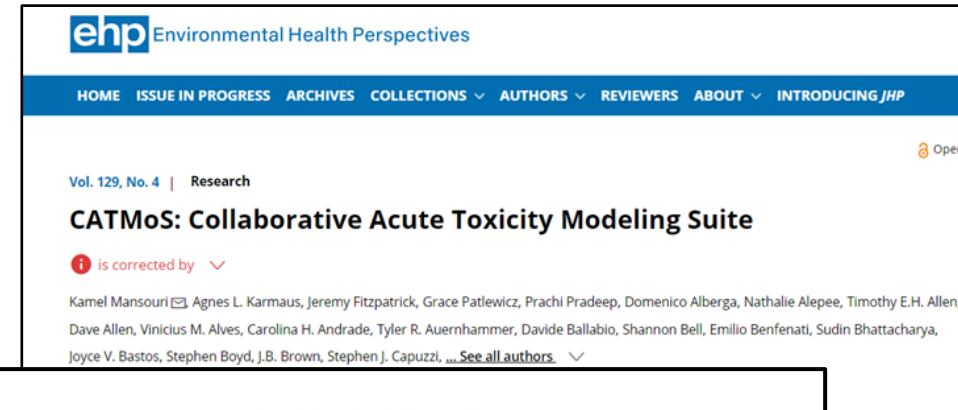 ehp Environmental Health Perspectives
HOME ISSUE IN PROGRESS ARCHIVES COLLECTIONS AUTHORS REVIEWERS ABOUT INTRODUCING JHP
Ope
Vol. 129, No. 4 | Research
CATMoS: Collaborative Acute Toxicity Modeling Suite
i is corrected by
Kamel Mansouri, Agnes L. Karmaus, Jeremy Fitzpatrick, Grace Patlewicz, Prachi Pradeep, Domenico Alberga, Nathalie Alepee, Timothy E.H. Allen,
Dave Allen, Vinicius M. Alves, Carolina H. Andrade, Tyler R. Auernhammer, Davide Ballabio, Shannon Bell, Emilio Benfenati, Sudin Bhattacharya,
Joyce V. Bastos, Stephen Boyd, J.B. Brown, Stephen J. Capuzzi, ... See all authors